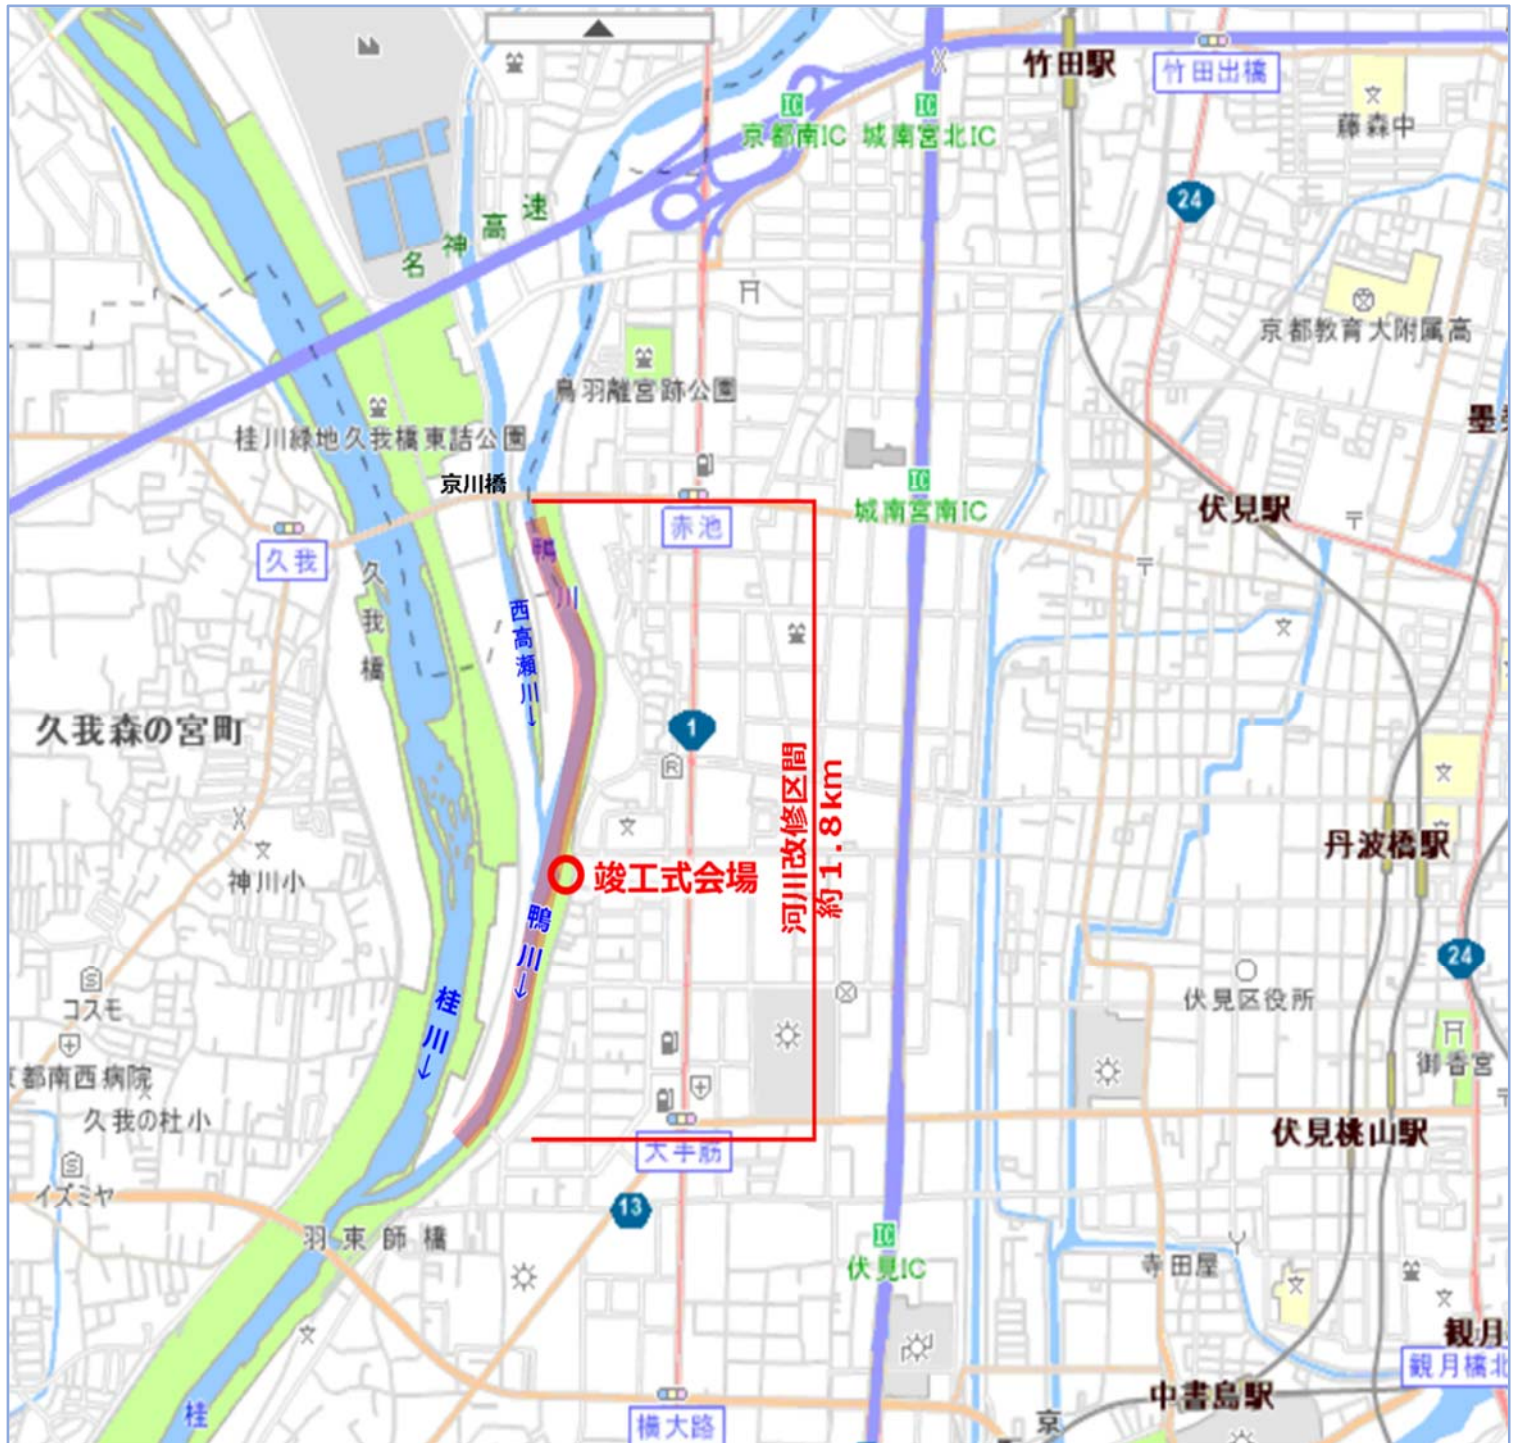 竹田駅
竹田出橋
IC
京都南IC
IC
城南宮北IC
藤森中
24
名神高速
京都教育大附属高
鳥羽離宮跡公園
桂川緑地久我橋東詰公園
京川橋
赤池
IC
城南宮南IC
伏見駅
久我
久我橋
鴨川
西高瀬川↓
久我森の宮町
1
R
河川改修区間
約1.8km
丹波橋駅
竣工式会場
神川小
鴨川↓
24
伏見区役所
S
コスモ
桂川↓
御香宮
都南西病院
久我の杜小
大手筋
伏見桃山駅
S
イズミヤ
13
羽束師橋
IC
伏見IC
寺田屋
観月
観月橋北
中書島駅
桂
横大路
京